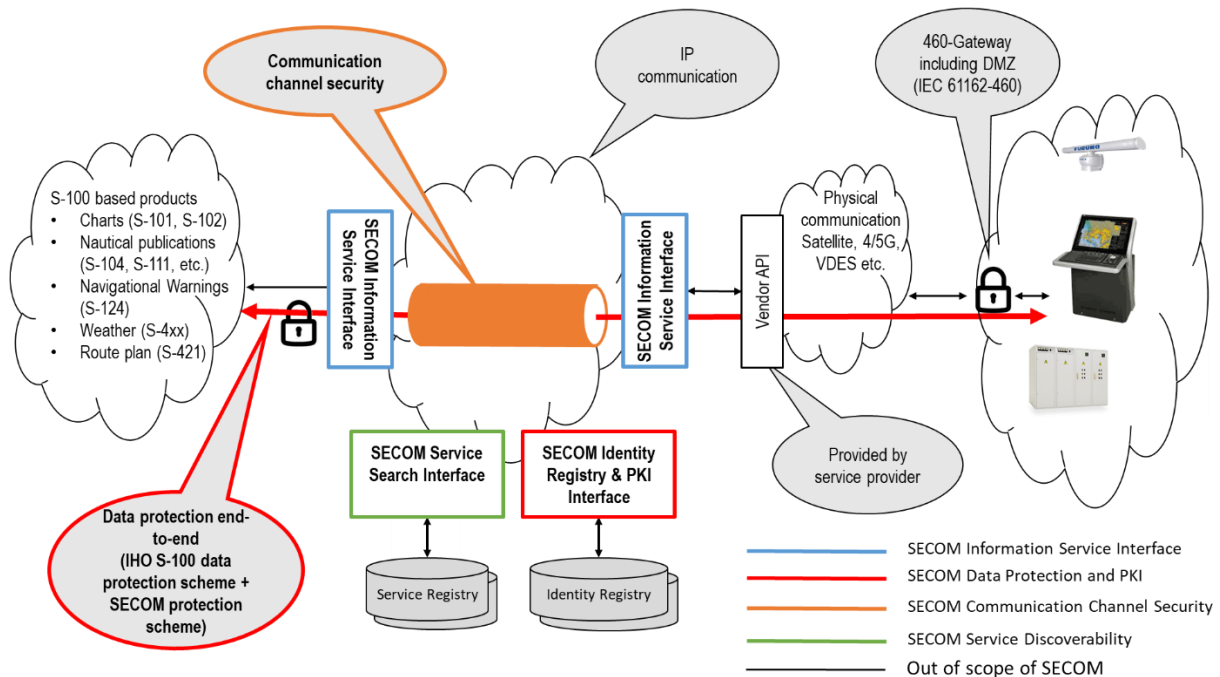 Communication
channel security
IP
communication
460-Gateway
including DMZ
(IEC 61162-460)
FURUNO
S-100 based products
• Charts (S-101, S-102)
• Nautical publications
(S-104, S-111, etc.)
• Navigational Warnings
(S-124)
• Weather (S-4xx)
• Route plan (S-421)
SECOM Information
Service Interface
SECOM Information
Service Interface
Vendor API
Physical
communication
Satellite, 4/5G,
VDES etc.
SECOM Service
Search Interface
SECOM Identity
Registry & PKI
Interface
Provided by
service provider
Data protection end-
to-end
(IHO S-100 data
protection scheme +
SECOM protection
scheme)
Service Registry
Identity Registry
SECOM Information Service Interface
SECOM Data Protection and PKI
SECOM Communication Channel Security
SECOM Service Discoverability
Out of scope of SECOM